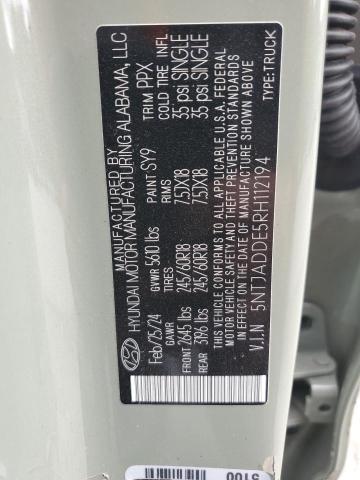 MANUFACTURED BY
HYUNDAI MOTOR MANUFACTURING ALABAMA, LLC
Feb/25/24 PAINT SY9 TRIM PPX
GVWR 5610 lbs
GAWR TIRES RIMS COLD TIRE INFL
FRONT 2645 lbs 245/60R18 7.5JX18 35 psi SINGLE
REAR 3196 lbs 245/60R18 7.5JX18 35 psi SINGLE
THIS VEHICLE CONFORMS TO ALL APPLICABLE U.S.A. FEDERAL
MOTOR VEHICLE SAFETY, BUMPER, AND THEFT PREVENTION STANDARDS
IN EFFECT ON THE DATE OF MANUFACTURE SHOWN ABOVE.
V.I.N 5NTJADDE5RH112194 TYPE:TRUCK